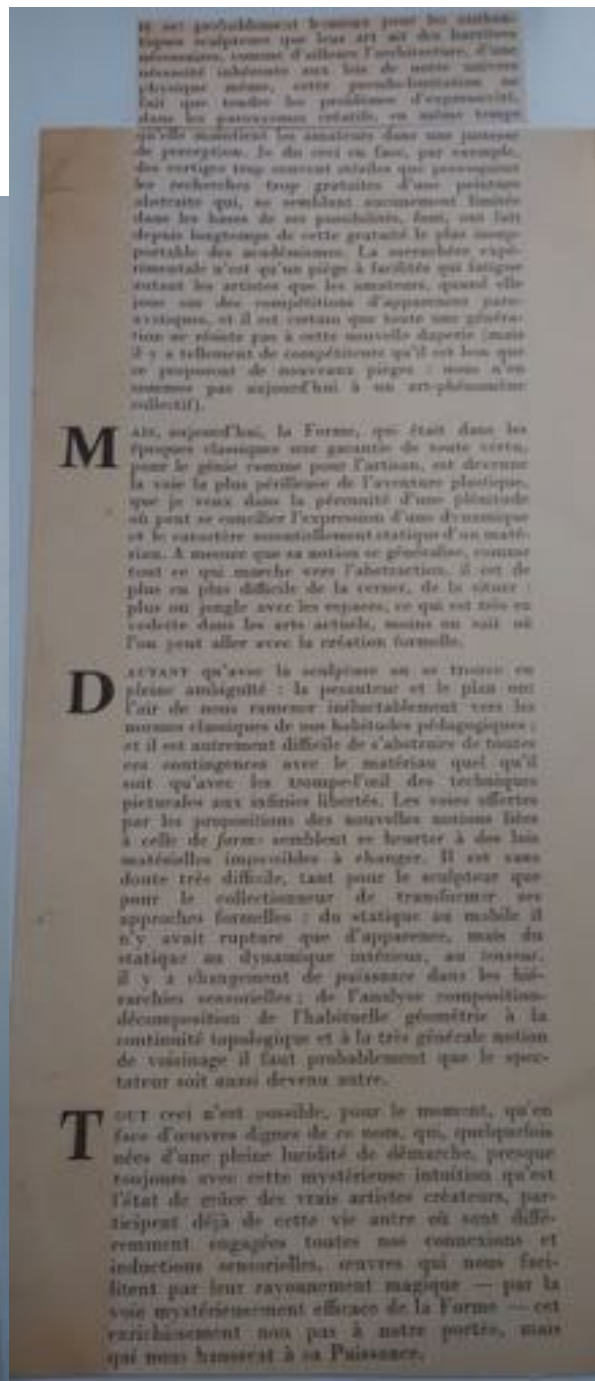 Il est probablement heureux pour les authen-
tiques sculpteurs que leur art ait des barrières
nécessaires, comme d'ailleurs l'architecture, d'une
nécessité inhérente aux lois de notre univers
physique même, cette pseudo-limitation ne
fait que tendre les problèmes d'expressivité,
dans les paroxysmes créatifs, en même temps
qu'elle maintient les amateurs dans une justesse
de perception. Je dis ceci en face, par exemple,
des vertiges trop souvent stériles que provoquent
les recherches trop gratuites d'une peinture
abstraite qui, ne semblant aucunement limitée
dans les bases de ses possibilités, font, ont fait
depuis longtemps de cette gratuité le plus insup-
portable des académismes. La surenchère expé-
rimentale n'est qu'un piège à facilités qui fatigue
autant les artistes que les amateurs, quand elle
joue sur des compétitions d'apparence paro-
xystiques, et il est certain que toute une généra-
tion ne résiste pas à cette nouvelle duperie (mais
il y a tellement de compétiteurs qu'il est bon que
se proposent de nouveaux pièges : nous n'en
sommes pas aujourd'hui à un art-phénomène
collectif).
MAIS, aujourd'hui, la Forme, qui était dans les
époques classiques une garantie de toute vertu,
pour le génie comme pour l'artisan, est devenue
la voie la plus périlleuse de l'aventure plastique,
que je veux dans la pérennité d'une plénitude
où peut se concilier l'expression d'une dynamique
et le caractère essentiellement statique d'un maté-
riau. A mesure que sa notion se généralise, comme
tout ce qui marche vers l'abstraction, il est de
plus en plus difficile de la cerner, de la situer :
plus on jongle avec les espaces, ce qui est très en
vedette dans les arts actuels, moins on sait où
l'on peut aller avec la création formelle.
DAUTANT qu'avec la sculpture on se trouve en
pleine ambiguïté : la pesanteur et le plan ont
l'air de nous ramener inéluctablement vers les
normes classiques de nos habitudes pédagogiques ;
et il est autrement difficile de s'abstraire de toutes
ces contingences avec le matériau quel qu'il
soit qu'avec les trompe-l'œil des techniques
picturales aux infinies libertés. Les voies offertes
par les propositions des nouvelles notions liées
à celle de forme semblent se heurter à des lois
matérielles impossibles à changer. Il est sans
doute très difficile, tant pour le sculpteur que
pour le collectionneur de transformer ses
approches formelles : du statique au mobile il
n'y avait rupture que d'apparence, mais du
statique au dynamique intérieur, au tenseur,
il y a changement de puissance dans les hié-
rarchies sensorielles ; de l'analyse composition-
décomposition de l'habituelle géométrie à la
continuité topologique et à la très générale notion
de voisinage il faut probablement que le spec-
tateur soit aussi devenu autre.
TOUT ceci n'est possible, pour le moment, qu'en
face d'œuvres dignes de ce nom, qui, quelquefois
nées d'une pleine lucidité de démarche, presque
toujours avec cette mystérieuse intuition qu'est
l'état de grâce des vrais artistes créateurs, par-
ticipent déjà de cette vie autre où sont diffé-
remment engagées toutes nos connexions et
inductions sensorielles, œuvres qui nous faci-
litent par leur rayonnement magique — par la
voie mystérieusement efficace de la Forme — cet
enrichissement non pas à notre portée, mais
qui nous haussent à sa Puissance.